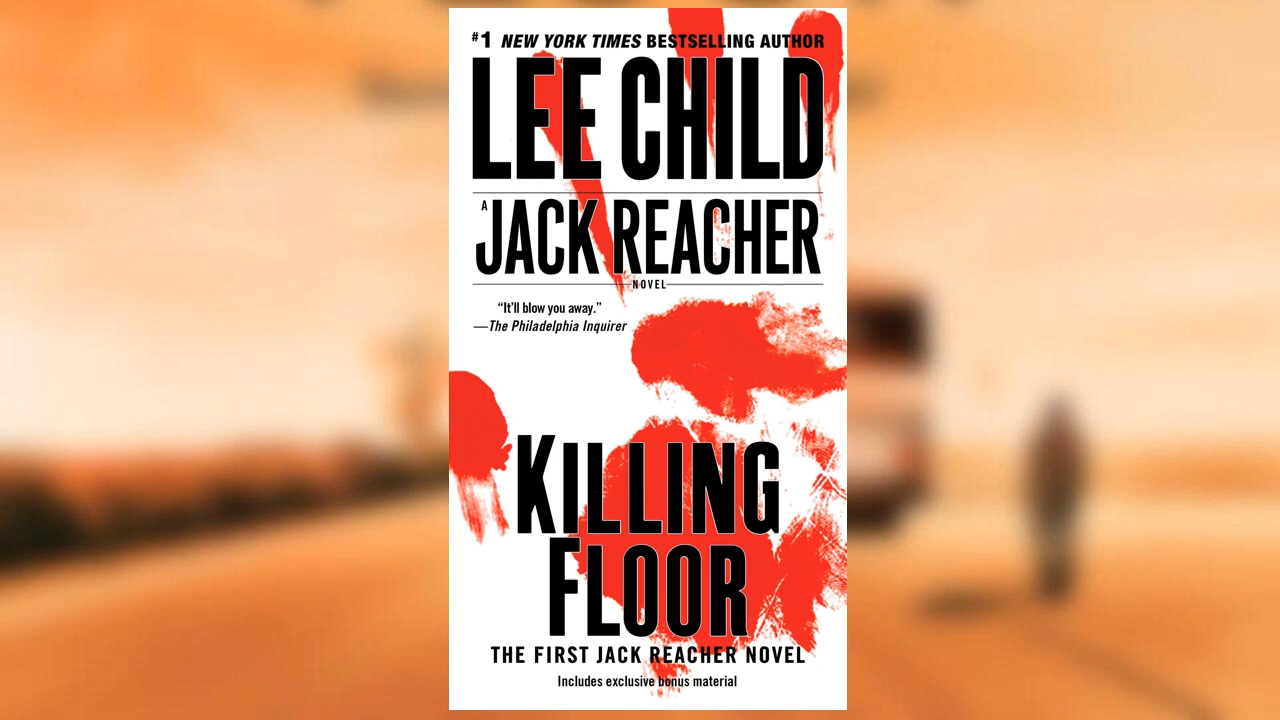 #1 NEW YORK TIMES BESTSELLING AUTHOR
LEE CHILD
A
JACK REACHER
NOVEL
“It’ll blow you away.”
—The Philadelphia Inquirer
KILLING
FLOOR
THE FIRST JACK REACHER NOVEL
Includes exclusive bonus material